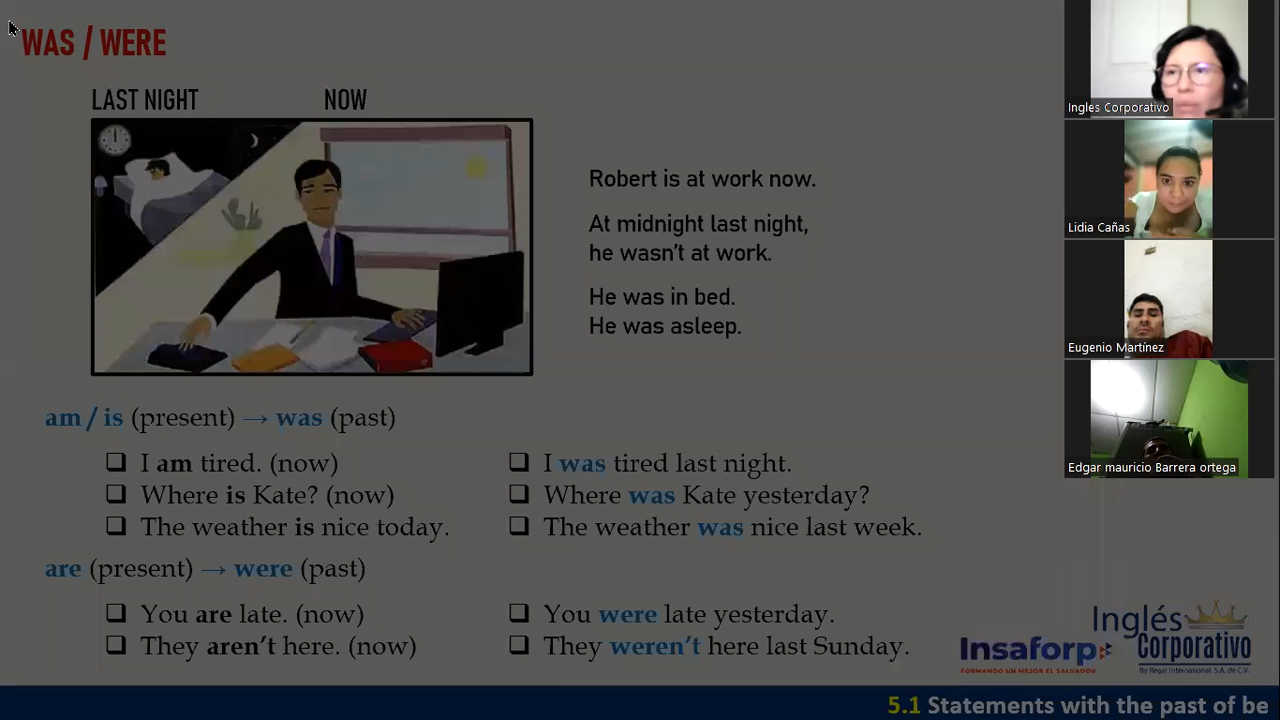 WAS / WERE
LAST NIGHT NOW
Robert is at work now.
At midnight last night,
he wasn't at work.
He was in bed.
He was asleep.
am / is (present) → was (past)
❑ I am tired. (now) ❑ I was tired last night.
❑ Where is Kate? (now) ❑ Where was Kate yesterday?
❑ The weather is nice today. ❑ The weather was nice last week.
are (present) → were (past)
❑ You are late. (now) ❑ You were late yesterday.
❑ They aren't here. (now) ❑ They weren't here last Sunday.
Insaforp
FORMANDO UN MEJOR EL SALVADOR
Inglés
Corporativo
By Regal International, S.A. de C.V.
5.1 Statements with the past of be
Ingles Corporativo
Lidia Cañas
Eugenio Martínez
Edgar mauricio Barrera ortega